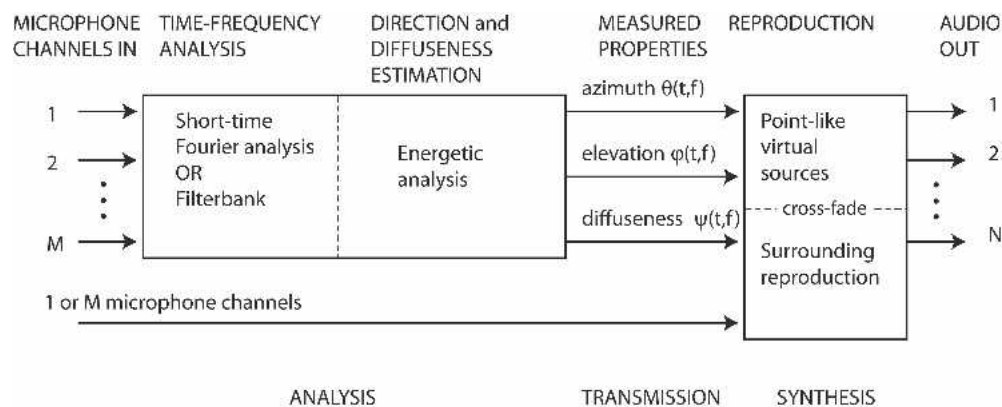 MICROPHONE CHANNELS IN
TIME-FREQUENCY ANALYSIS
DIRECTION and DIFFUSENESS ESTIMATION
MEASURED PROPERTIES
REPRODUCTION
AUDIO OUT
1
2
M
Short-time
Fourier analysis
OR
Filterbank
Energetic
analysis
azimuth θ(t,f)
elevation φ(t,f)
diffuseness ψ(t,f)
Point-like
virtual
sources
cross-fade
Surrounding
reproduction
1
2
N
1 or M microphone channels
ANALYSIS
TRANSMISSION
SYNTHESIS